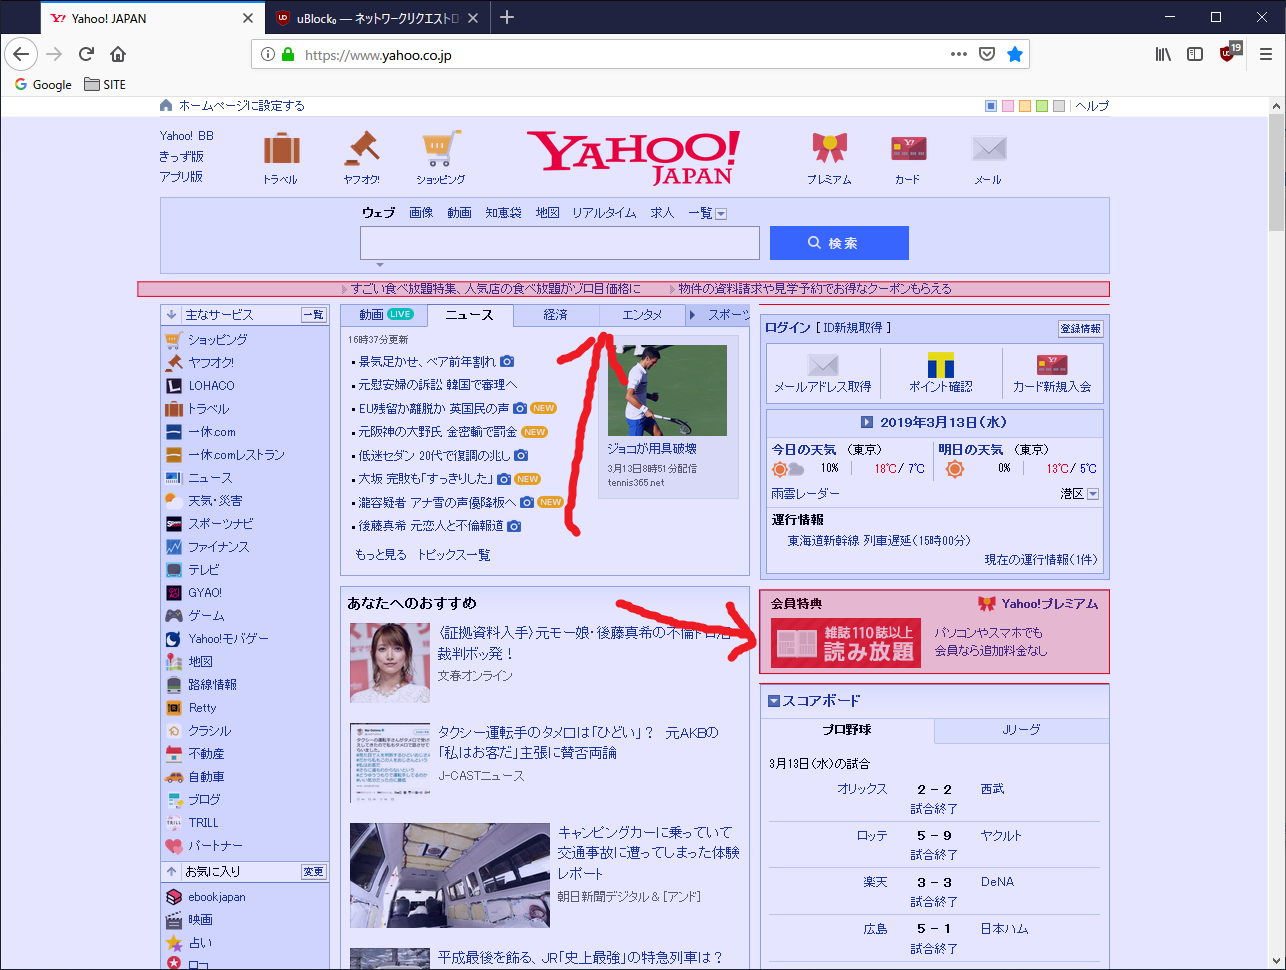 Yahoo! JAPAN
uBlock₀ — ネットワークリクエストロ
https://www.yahoo.co.jp
19
Google
SITE
ホームページに設定する
ヘルプ
Yahoo! BB
きっず版
アプリ版
トラベル
ヤフオク!
ショッピング
YAHOO!
JAPAN
プレミアム
カード
メール
ウェブ 画像 動画 知恵袋 地図 リアルタイム 求人 一覧
検索
すごい食べ放題特集、人気店の食べ放題がゾロ目価格に
物件の資料請求や見学予約でお得なクーポンもらえる
主なサービス 一覧
ショッピング
ヤフオク!
LOHACO
トラベル
一休.com
一休.comレストラン
ニュース
天気・災害
スポーツナビ
ファイナンス
テレビ
GYAO!
ゲーム
Yahoo!モバゲー
地図
路線情報
Retty
クラシル
不動産
自動車
ブログ
TRILL
パートナー
お気に入り 変更
ebookjapan
映画
占い
動画 LIVE ニュース 経済 エンタメ スポーツ
16時37分更新
景気足かせ、ベア前年割れ
元慰安婦の訴訟 韓国で審理へ
EU残留か離脱か 英国民の声 NEW
元阪神の大野氏 金密輸で罰金 NEW
低迷セダン 20代で復調の兆し
大坂 完敗も「すっきりした」 NEW
瀧容疑者 アナ雪の声優降板へ NEW
後藤真希 元恋人と不倫報道
もっと見る トピックス一覧
ジョコが用具破壊
3月13日8時51分配信
tennis365.net
あなたへのおすすめ
〈証拠資料入手〉元モー娘・後藤真希の不倫ドロ沼
裁判ボッ発！
文春オンライン
タクシー運転手のタメ口は「ひどい」？ 元AKBの
「私はお客だ」主張に賛否両論
J-CASTニュース
キャンピングカーに乗っていて
交通事故に遭ってしまった体験
レポート
朝日新聞デジタル＆［アンド］
平成最後を飾る、JR「史上最強」の特急列車は？
ログイン [ ID新規取得 ]
登録情報
メールアドレス取得
ポイント確認
カード新規入会
2019年3月13日(水)
今日の天気 (東京)
10% 18℃/ 7℃
明日の天気 (東京)
0% 13℃/ 5℃
雨雲レーダー
港区
運行情報
東海道新幹線 列車遅延(15時00分)
現在の運行情報(1件)
会員特典
Yahoo!プレミアム
雑誌110誌以上
読み放題
パソコンやスマホでも
会員なら追加料金なし
スコアボード
プロ野球 Jリーグ
3月13日(水)の試合
オリックス 2 - 2 西武
試合終了
ロッテ 5 - 9 ヤクルト
試合終了
楽天 3 - 3 DeNA
試合終了
広島 5 - 1 日本ハム
試合終了